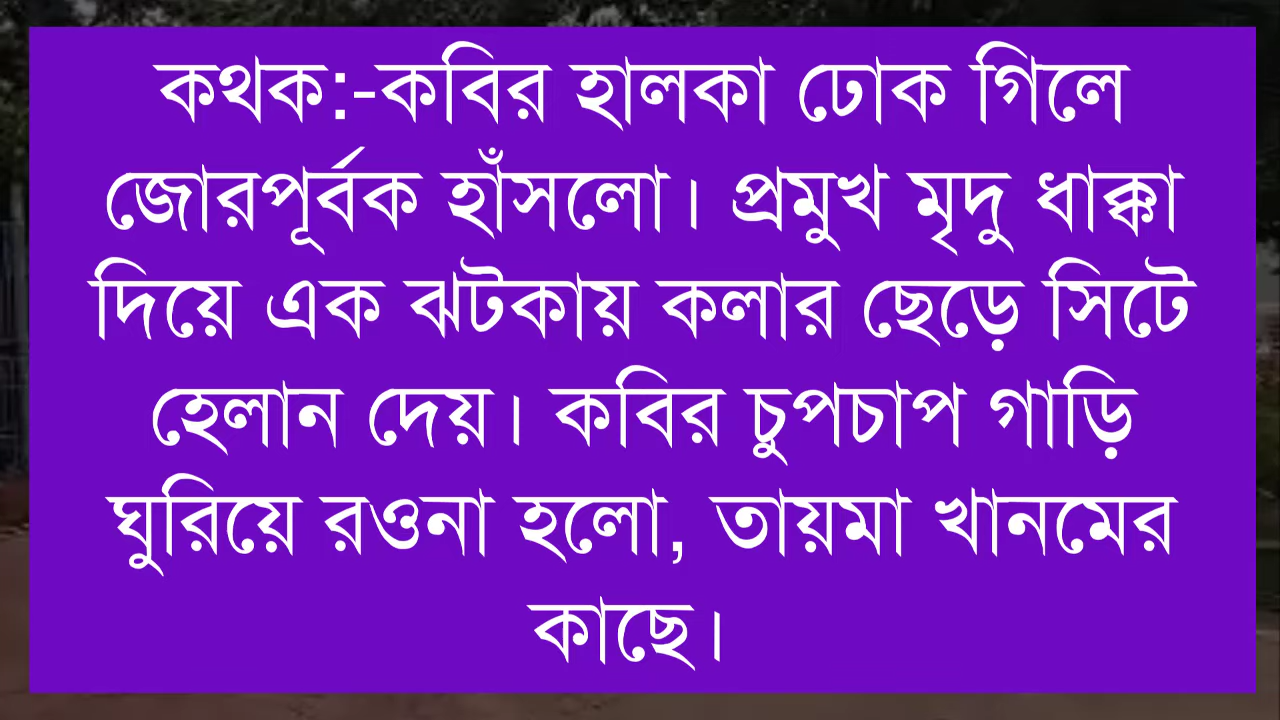 কথক:-কবির হালকা ঢোক গিলে
জোরপূর্বক হাঁসলো। প্রমুখ মৃদু ধাক্কা
দিয়ে এক ঝটকায় কলার ছেড়ে সিটে
হেলান দেয়। কবির চুপচাপ গাড়ি
ঘুরিয়ে রওনা হলো, তায়মা খানমের
কাছে।